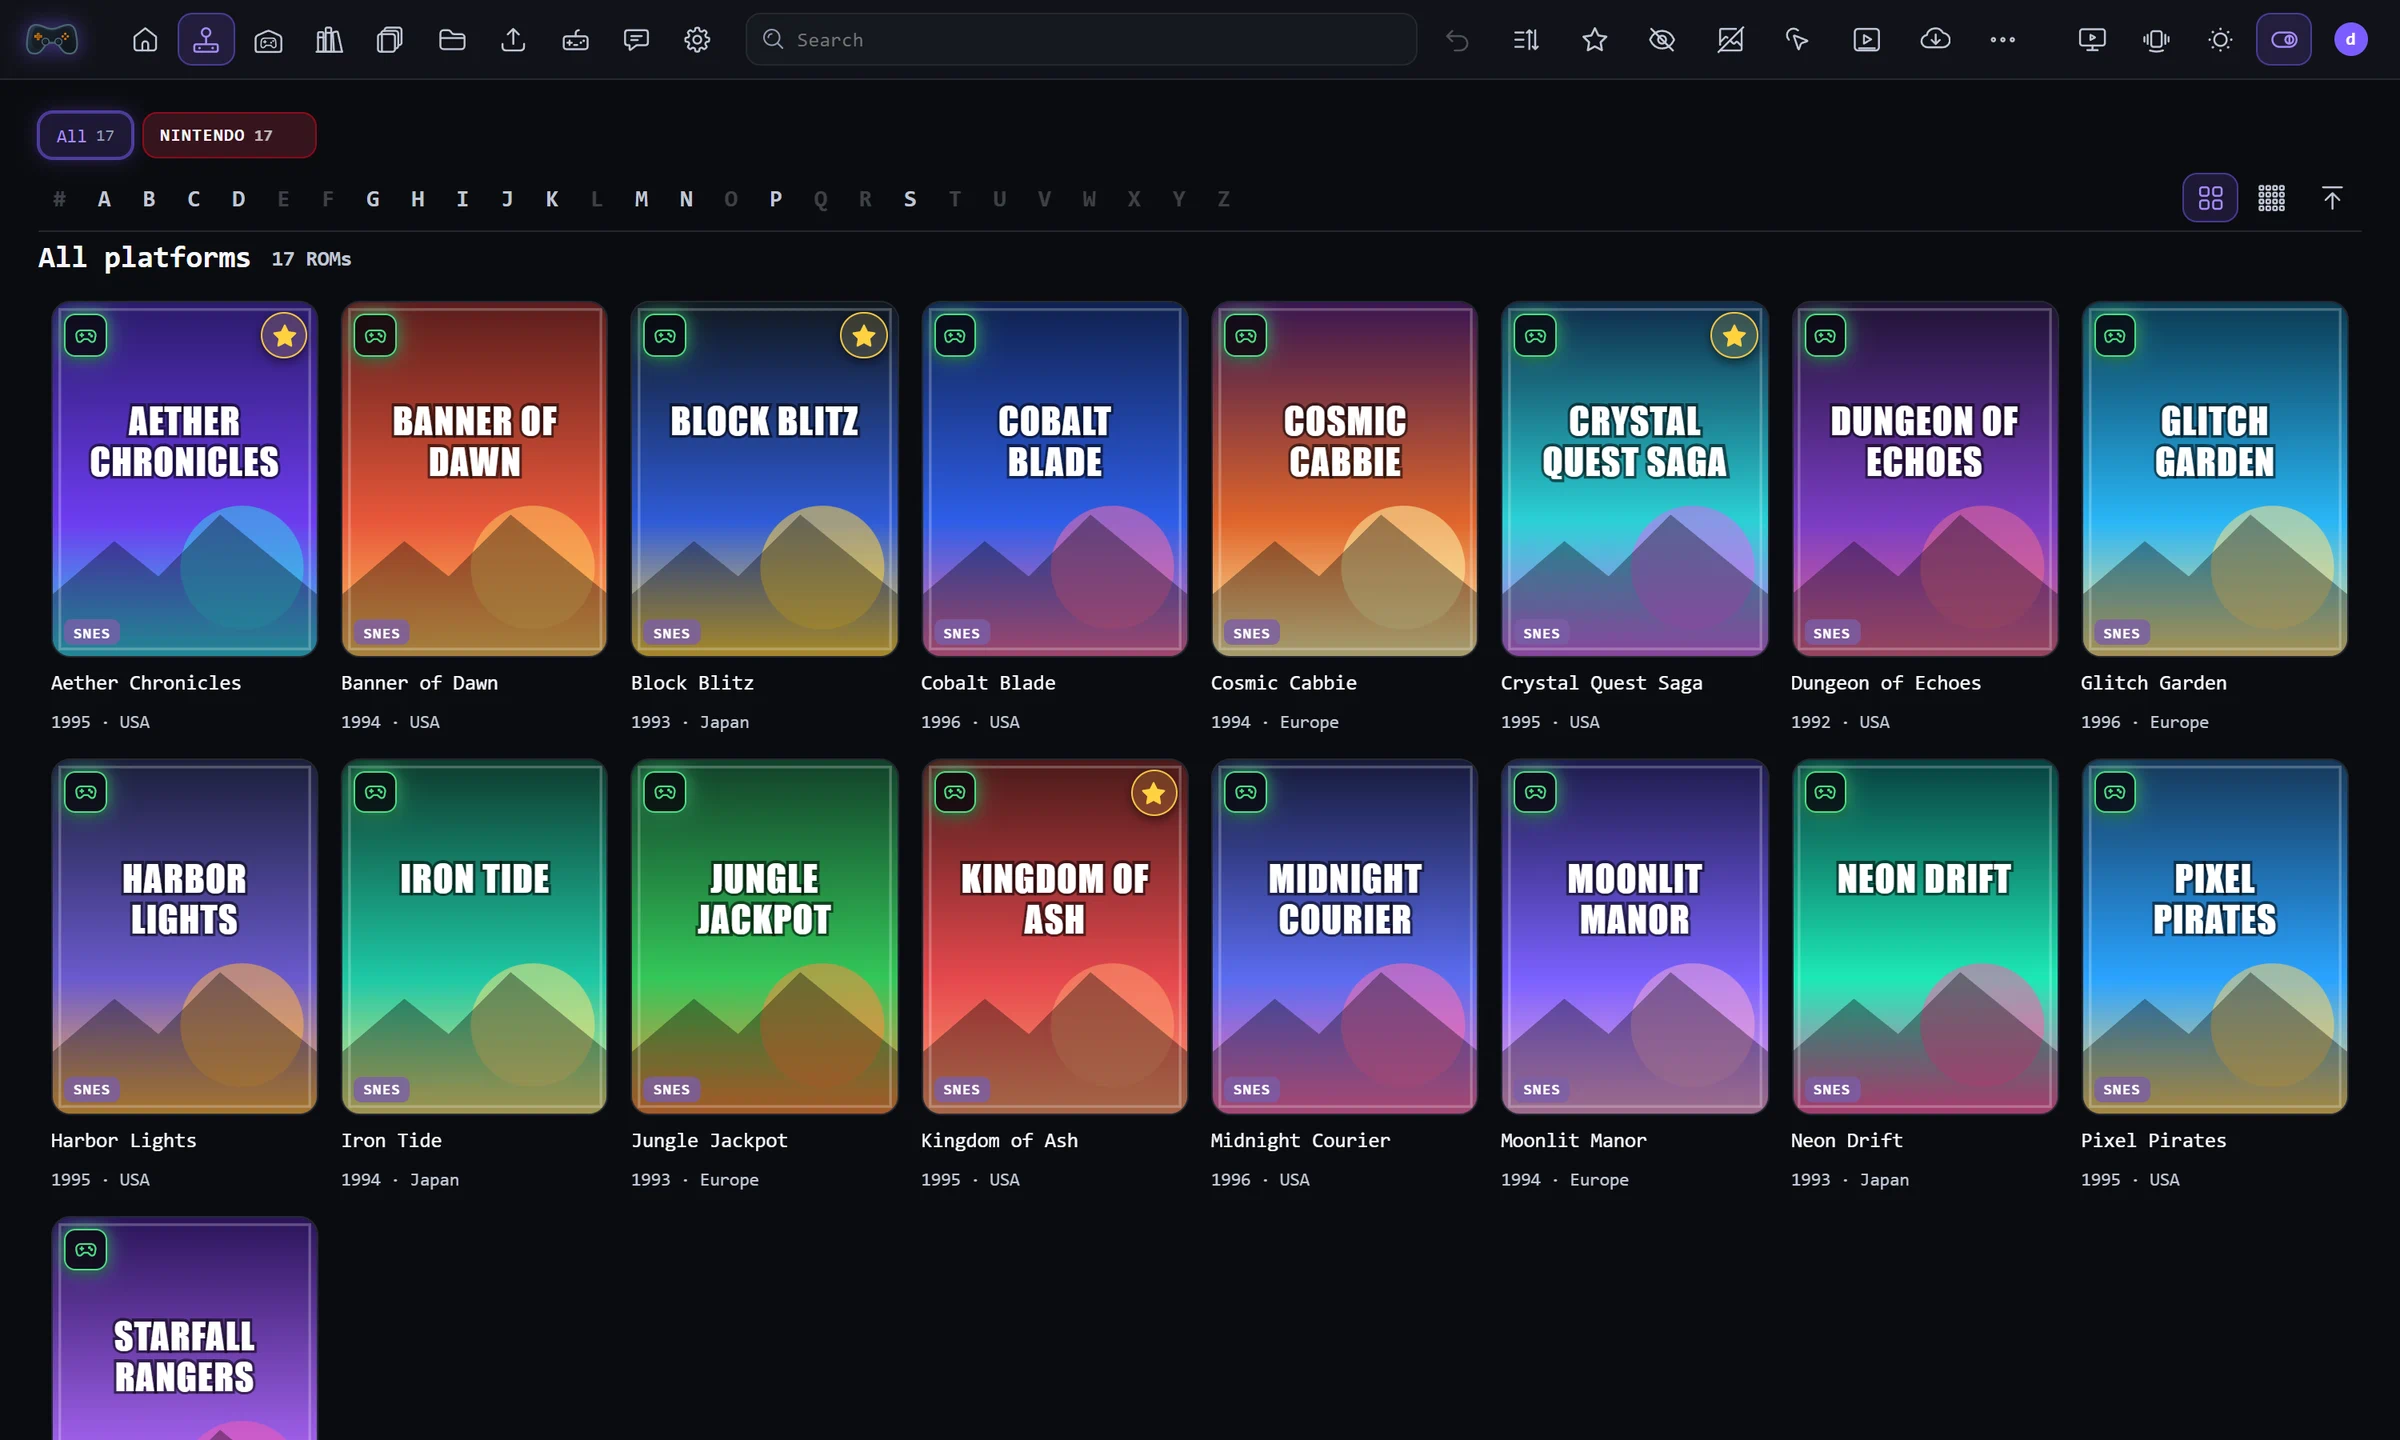 Search
d
All 17
NINTENDO 17
# A B C D E F G H I J K L M N O P Q R S T U V W X Y Z
All platforms 17 ROMs
AETHER
CHRONICLES
SNES
BANNER OF
DAWN
SNES
BLOCK BLITZ
SNES
COBALT
BLADE
SNES
COSMIC
CABBIE
SNES
CRYSTAL
QUEST SAGA
SNES
DUNGEON OF
ECHOES
SNES
GLITCH
GARDEN
SNES
Aether Chronicles
1995 · USA
Banner of Dawn
1994 · USA
Block Blitz
1993 · Japan
Cobalt Blade
1996 · USA
Cosmic Cabbie
1994 · Europe
Crystal Quest Saga
1995 · USA
Dungeon of Echoes
1992 · USA
Glitch Garden
1996 · Europe
HARBOR
LIGHTS
SNES
IRON TIDE
SNES
JUNGLE
JACKPOT
SNES
KINGDOM OF
ASH
SNES
MIDNIGHT
COURIER
SNES
MOONLIT
MANOR
SNES
NEON DRIFT
SNES
PIXEL
PIRATES
SNES
Harbor Lights
1995 · USA
Iron Tide
1994 · Japan
Jungle Jackpot
1993 · Europe
Kingdom of Ash
1995 · USA
Midnight Courier
1996 · USA
Moonlit Manor
1994 · Europe
Neon Drift
1993 · Japan
Pixel Pirates
1995 · USA
STARFALL
RANGERS